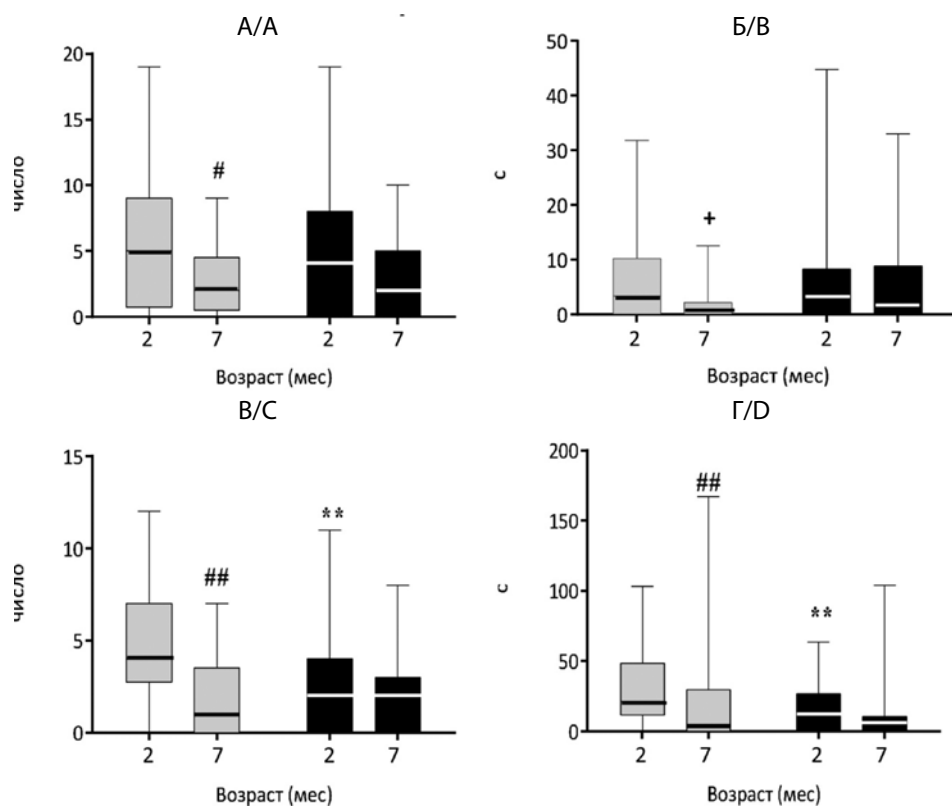 А/A
число
20
15
10
5
0
#
2 7 2 7
Возраст (мес)
Б/B
с
50
40
30
20
10
0
+
2 7 2 7
Возраст (мес)
В/C
число
15
10
5
0
##
**
2 7 2 7
Возраст (мес)
Г/D
с
200
150
100
50
0
##
**
2 7 2 7
Возраст (мес)